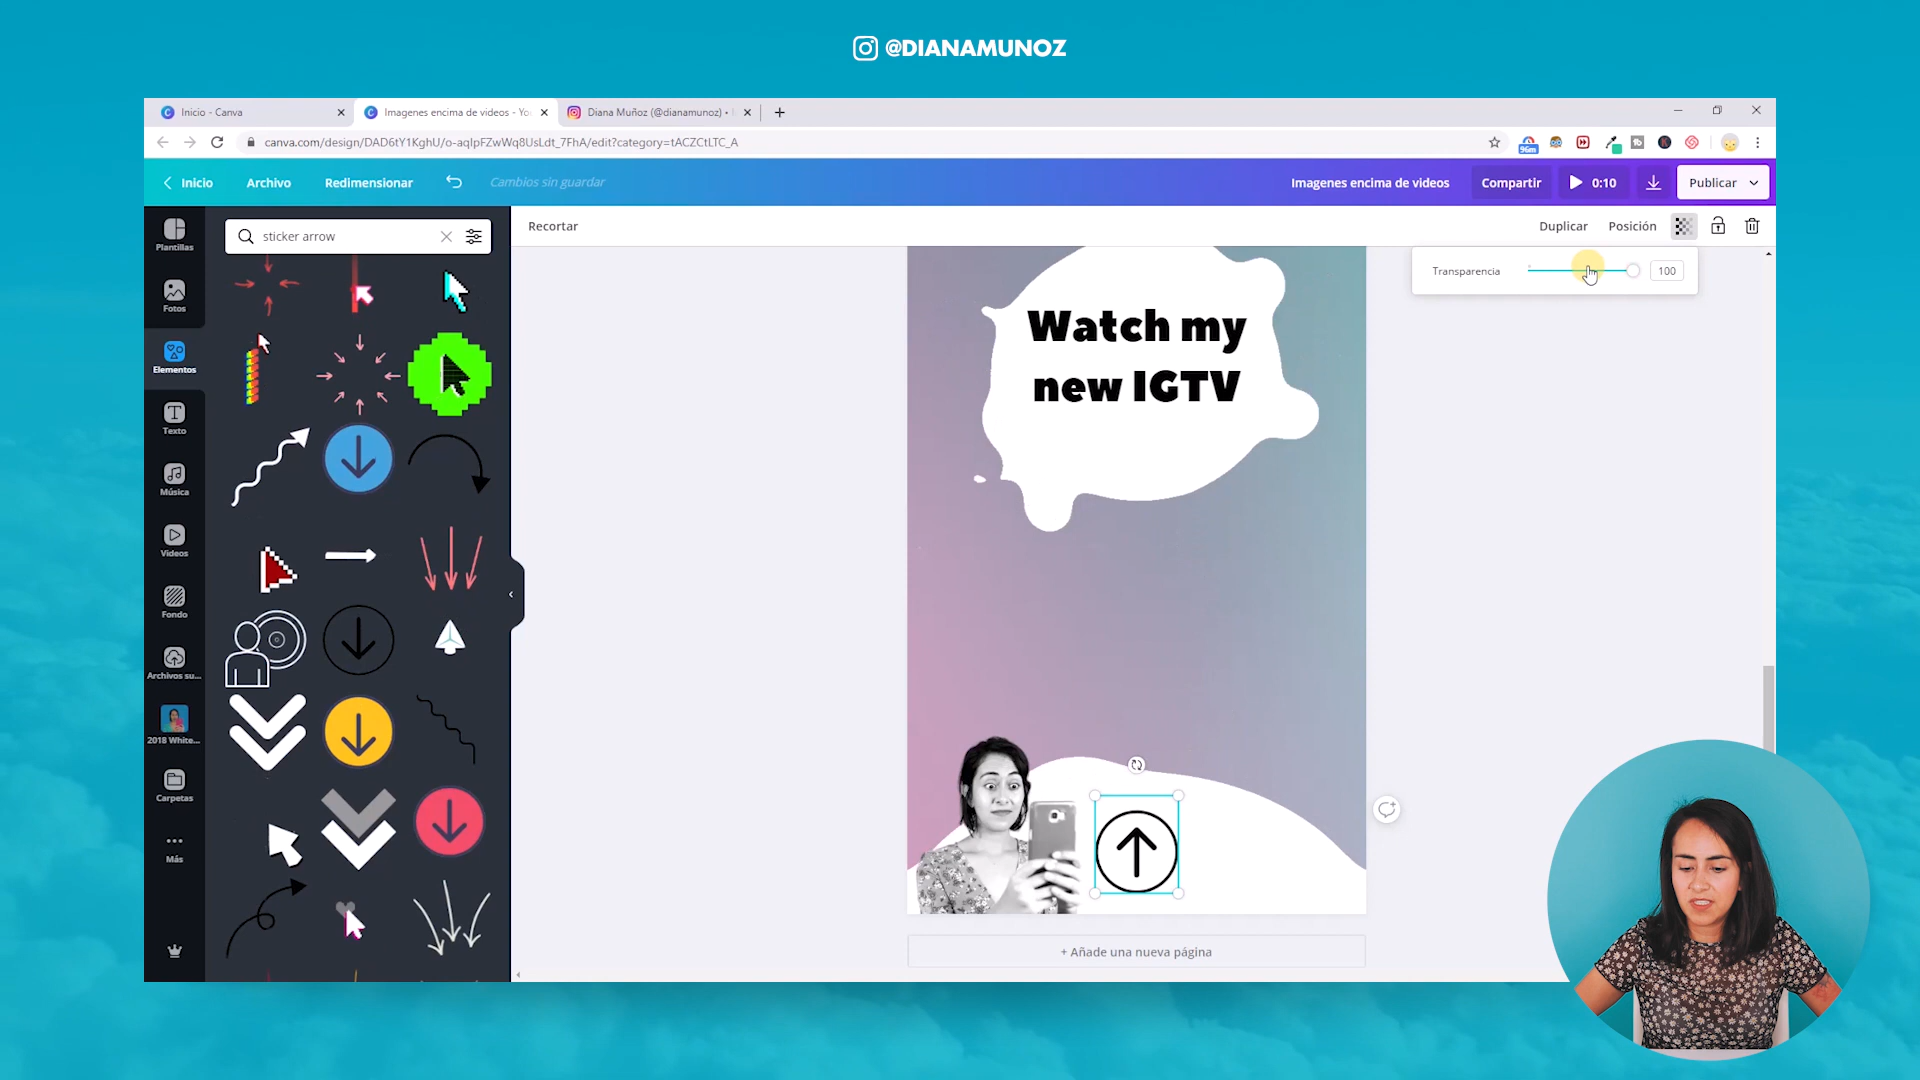 @DIANAMUNOZ
Inicio - Canva
Imagenes encima de videos - Yo
Diana Muñoz (@dianamunoz) •
canva.com/design/DAD6tY1KghU/o-aqIpFZwWq8UsLdt_7FhA/edit?category=tACZCtLTC_A
96m
Inicio
Archivo
Redimensionar
Cambios sin guardar
Imagenes encima de videos
Compartir
0:10
Publicar
Plantillas
Fotos
Elementos
Texto
Música
Videos
Fondo
Archivos su...
2018 White...
Carpetas
Más
sticker arrow
Recortar
Duplicar
Posición
Transparencia
100
Watch my
new IGTV
+ Añade una nueva página